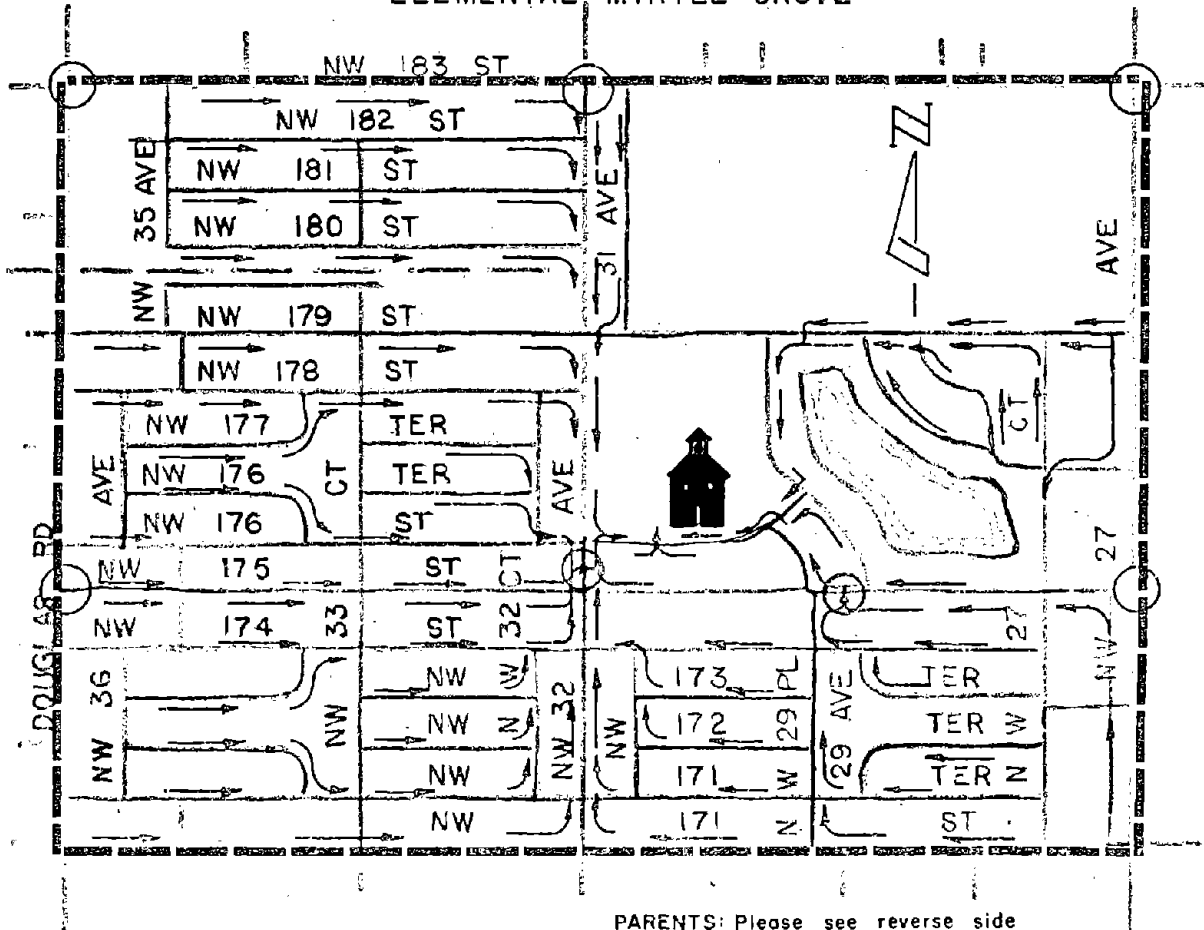 ELEMENTAL MYRTLE GROVE
NW 183 ST
NW 182 ST
35 AVE
NW 181 ST
NW 180 ST
31 AVE
N
AVE
NW
NW 179 ST
NW 178 ST
NW 177 TER
CT
AVE
NW 176 TER
CT
AVE
NW 176 ST
DOUGLAS RD
NW 175 ST
32 CT
27
NW 174 ST
33
27
NW
NW 36
NW
NW 173 TER
NW
NW 32
NW
NW 172 TER
29 PL
29 AVE
NW
NW 171 TER
NW
NW 171 ST
PARENTS: Please see reverse side